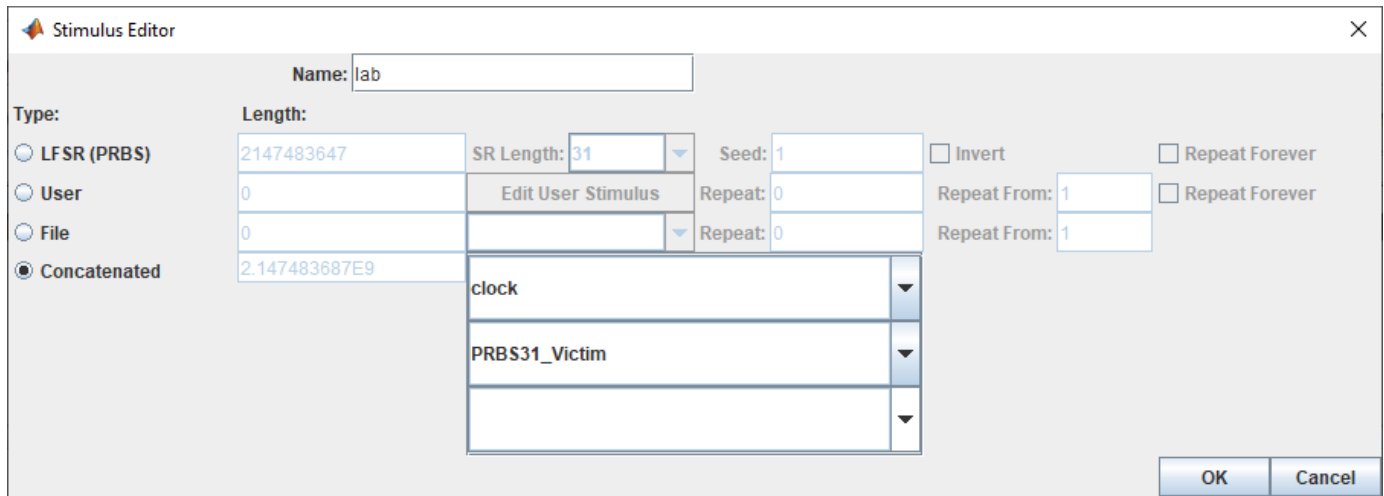 Stimulus Editor
Name: lab
Type: Length:
LFSR (PRBS) 2147483647 SR Length: 31 Seed: 1 Invert Repeat Forever
User 0 Edit User Stimulus Repeat: 0 Repeat From: 1 Repeat Forever
File 0 Repeat: 0 Repeat From: 1
Concatenated 2.147483687E9
clock
PRBS31_Victim
OK Cancel